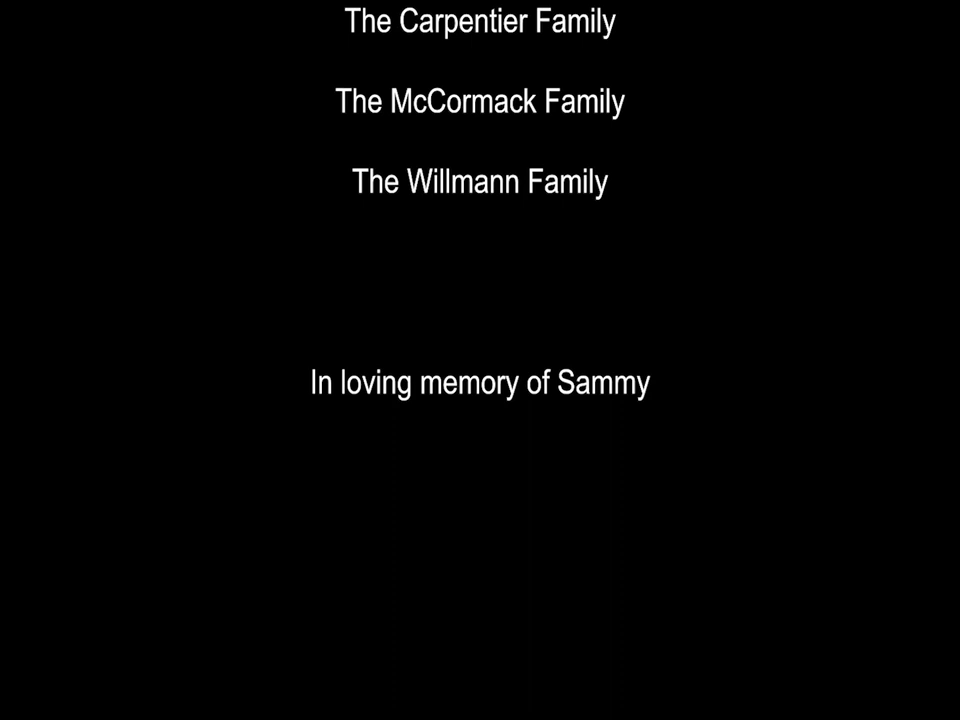 The Carpentier Family
The McCormack Family
The Willmann Family
In loving memory of Sammy